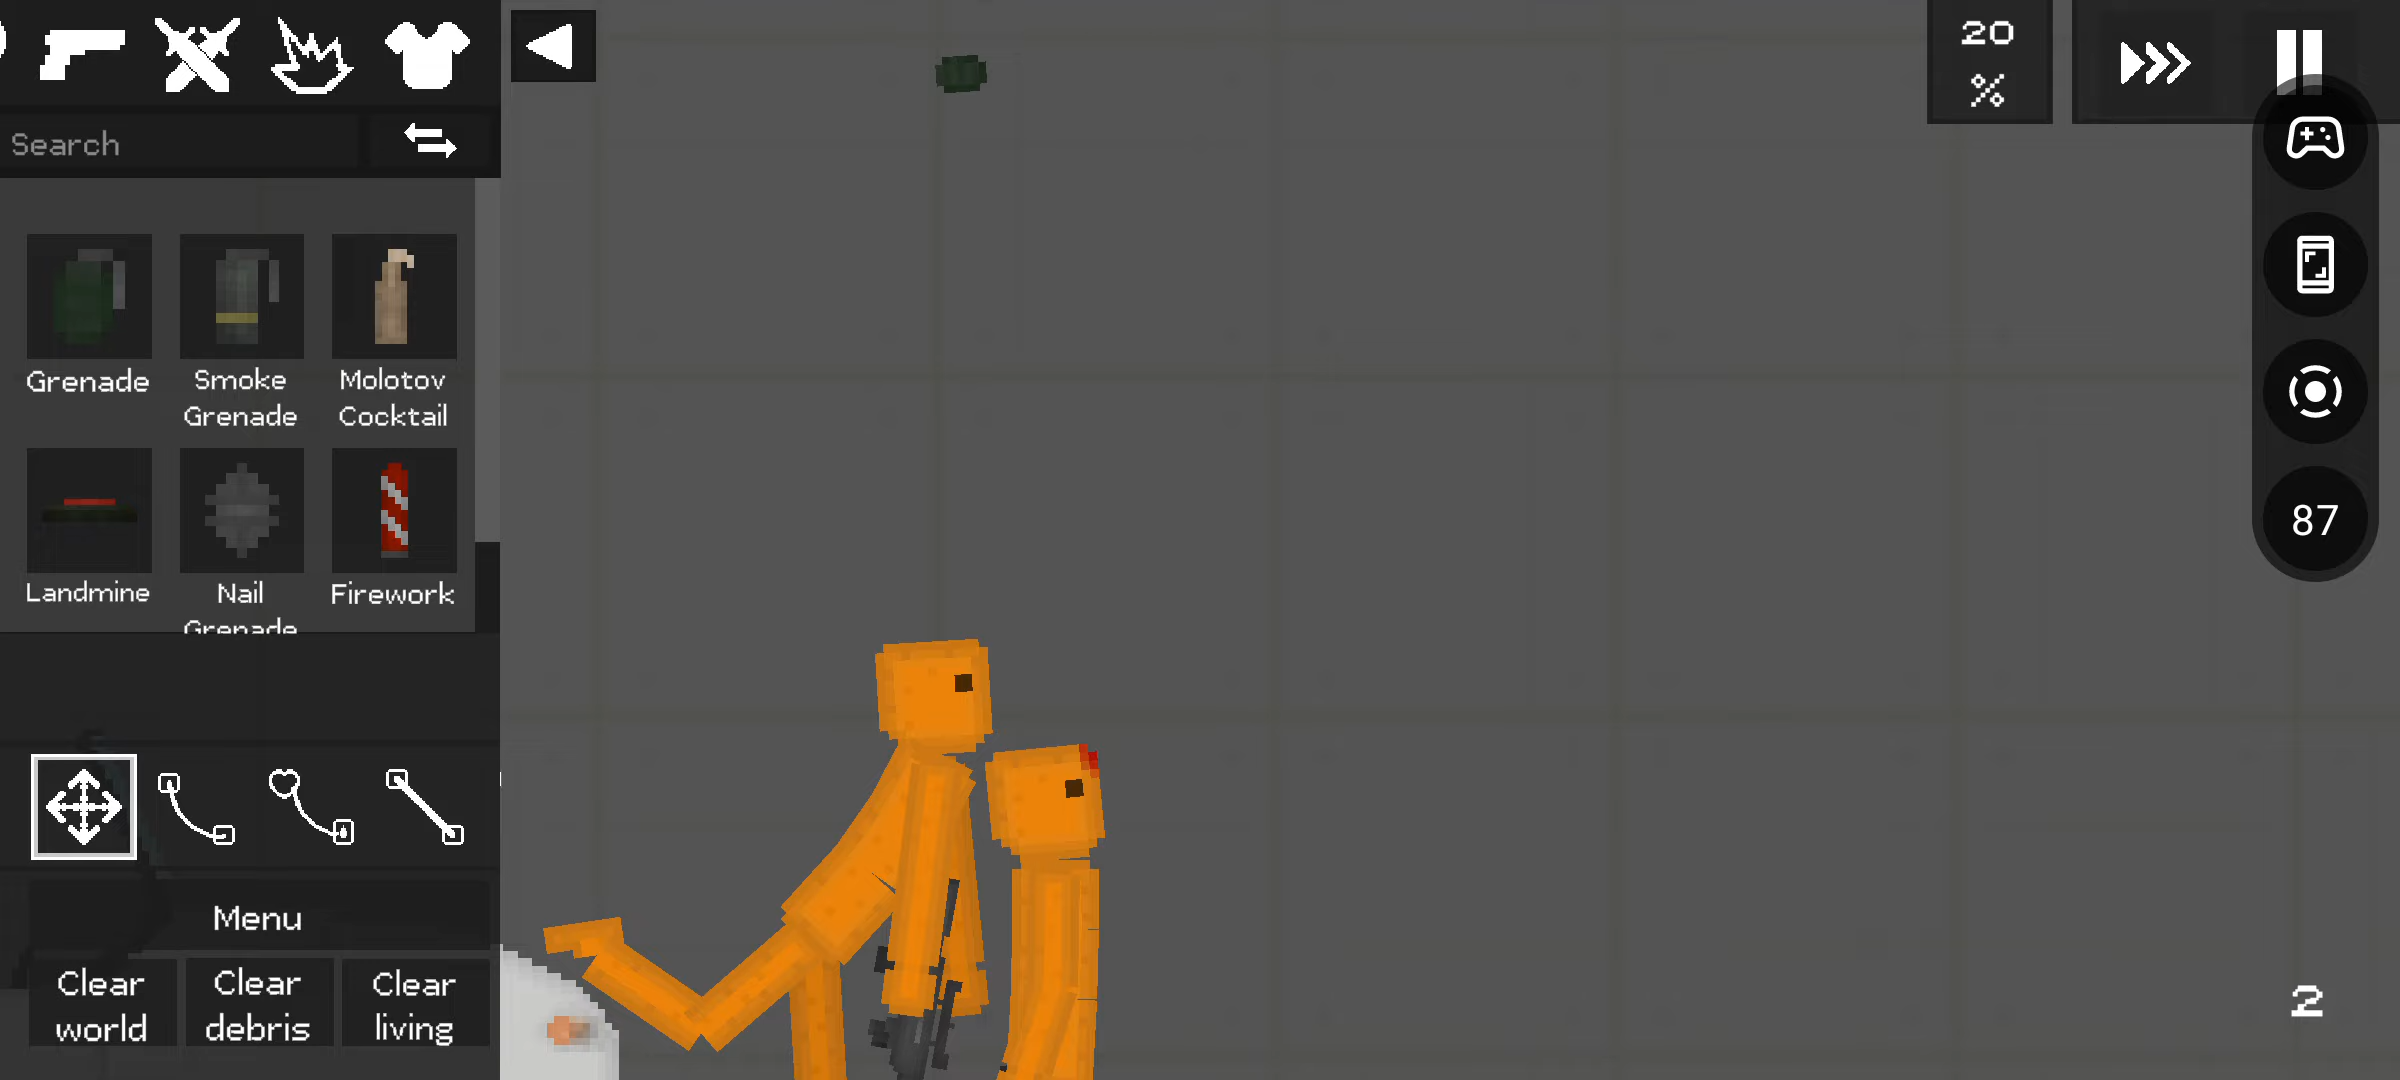 20
%
Search
Grenade
Smoke
Grenade
Molotov
Cocktail
Landmine
Nail
Grenade
Firework
87
Menu
Clear
world
Clear
debris
Clear
living
2